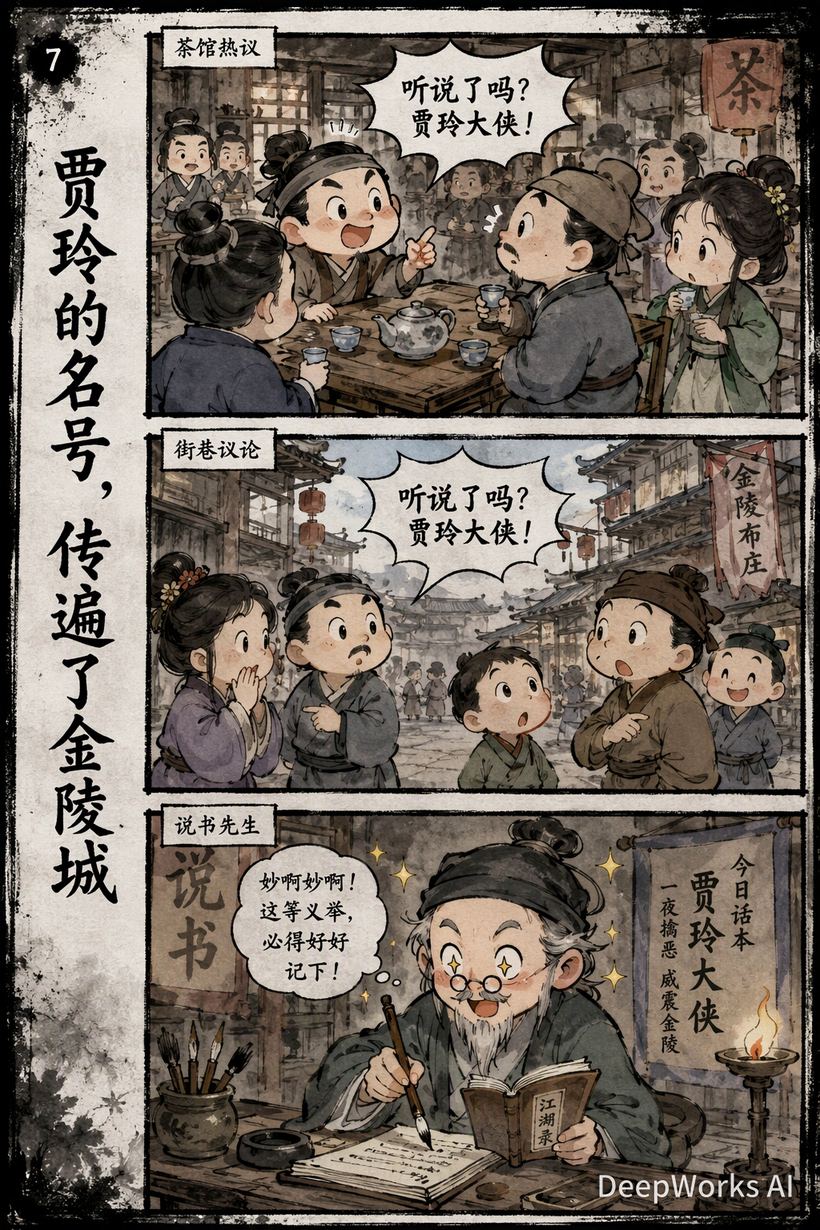 7
贾玲的名号，传遍了金陵城
茶馆热议
听说了吗？
贾玲大侠！
茶
街巷议论
听说了吗？
贾玲大侠！
金陵布庄
说书先生
说书
妙啊妙啊！
这等义举，
必得好好
记下！
今日话本
贾玲大侠
一夜擒恶 威震金陵
江湖录
DeepWorks AI